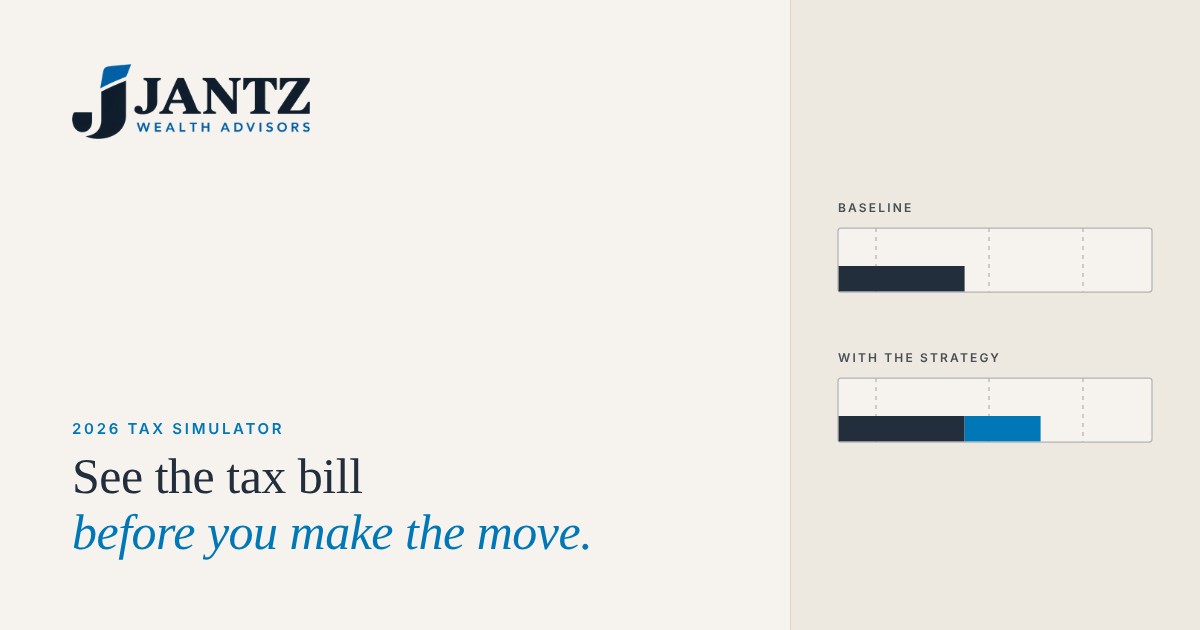 JANTZ
WEALTH ADVISORS
2026 TAX SIMULATOR
See the tax bill
before you make the move.
BASELINE
WITH THE STRATEGY